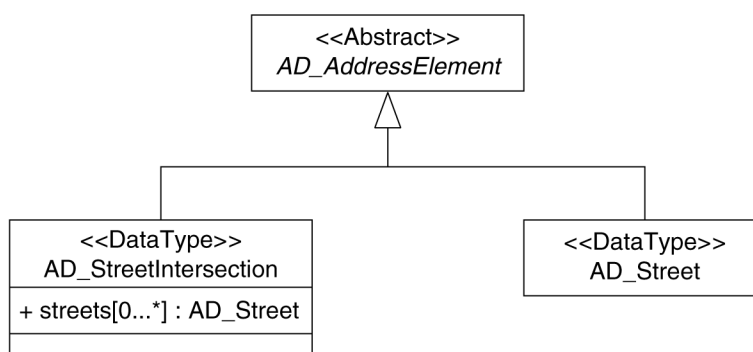 <<Abstract>>
AD_AddressElement
<<DataType>>
AD_StreetIntersection
+ streets[0...*] : AD_Street
<<DataType>>
AD_Street